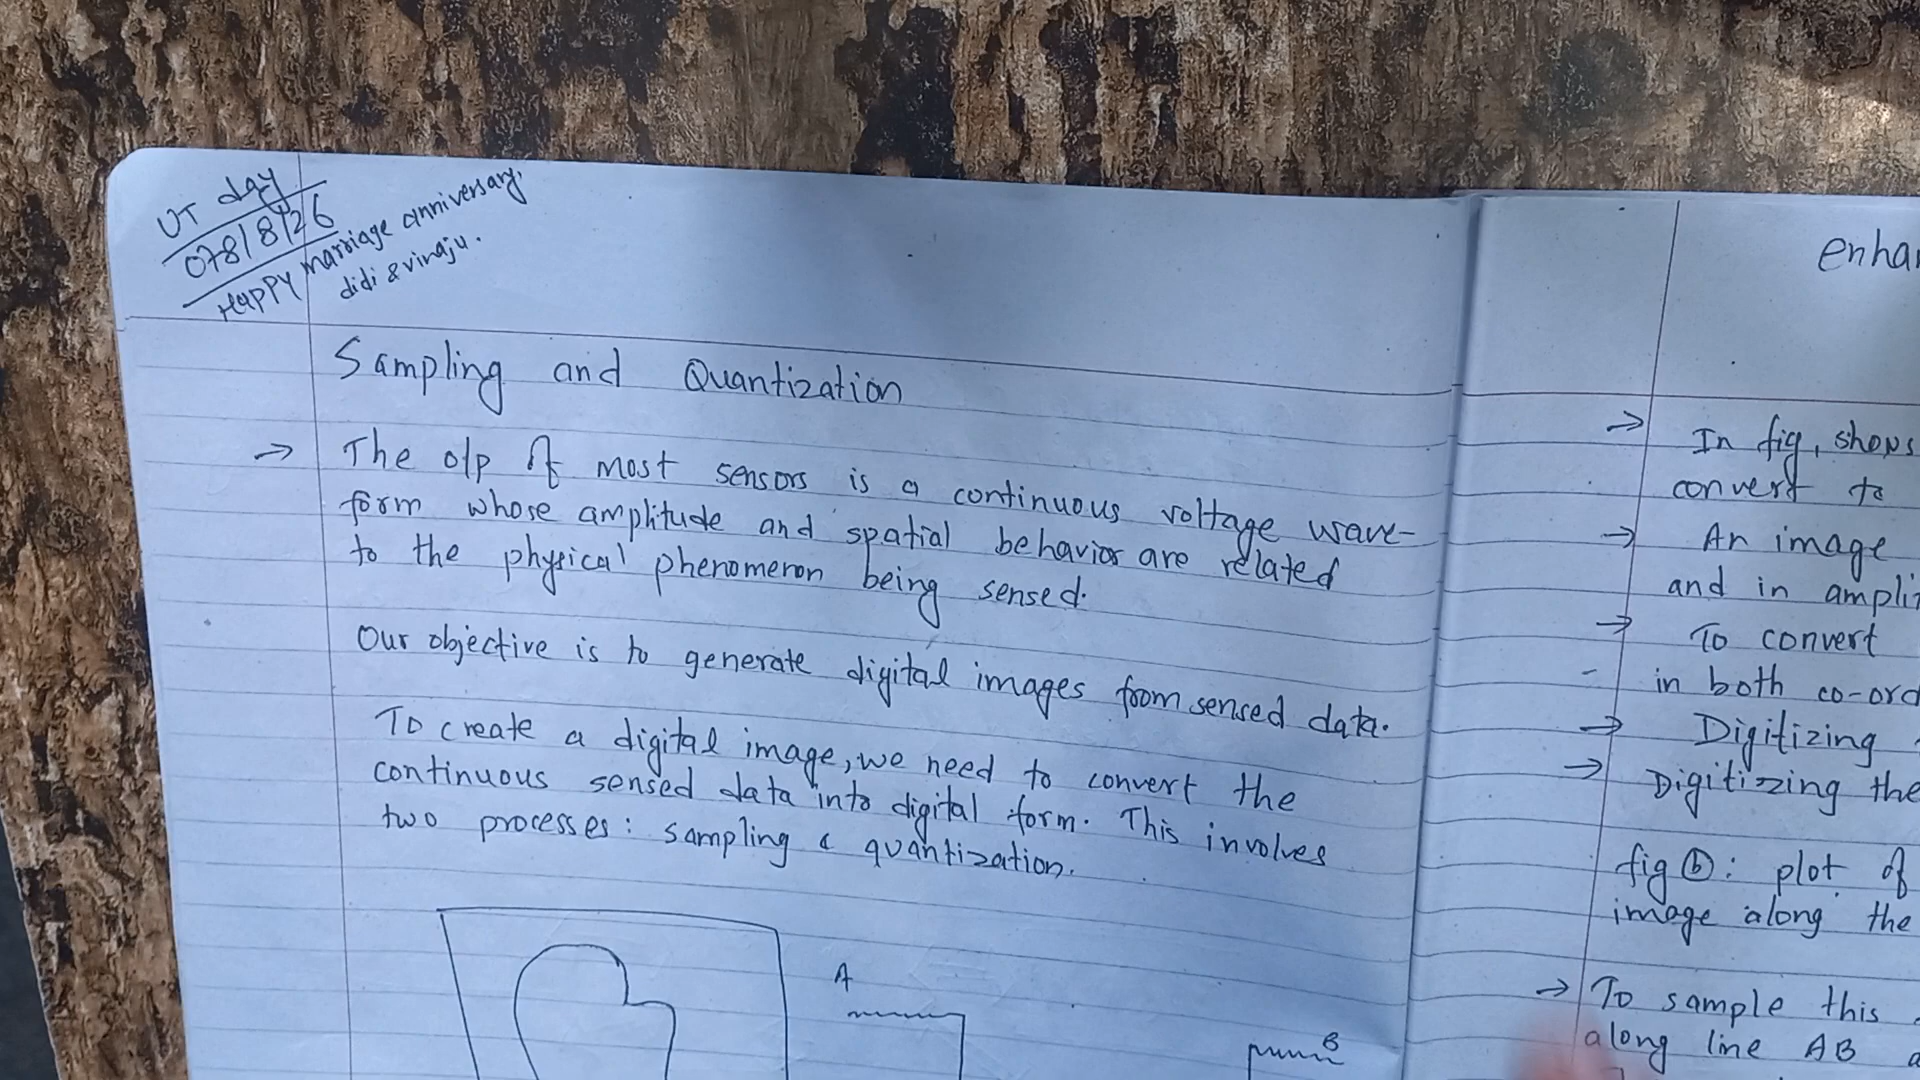 UT day
078/8/26
Happy marriage anniversary.
didi & vinaju.
Sampling and Quantization
→ The o/p of most sensors is a continuous voltage wave-
form whose amplitude and spatial behavior are related
to the physical phenomenon being sensed.
Our objective is to generate digital images from sensed data.
To create a digital image, we need to convert the
continuous sensed data into digital form. This involves
two processes: sampling & quantization.
A
B
enha
→ In fig, shows
convert to
→ An image
and in ampli
→ To convert
- in both co-ord
→ Digitizing
→ Digitizing the
fig ⓑ: plot of
image along the
→ To sample this
along line AB